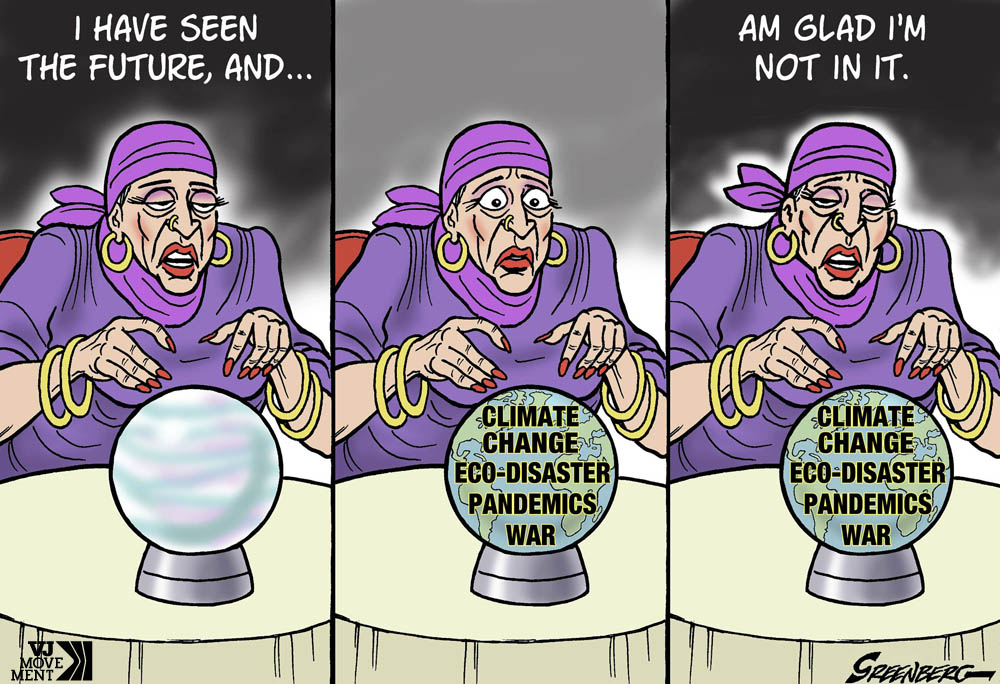 I HAVE SEEN
THE FUTURE, AND...
CLIMATE
CHANGE
ECO-DISASTER
PANDEMICS
WAR
AM GLAD I'M
NOT IN IT.
CLIMATE
CHANGE
ECO-DISASTER
PANDEMICS
WAR
VJ
MOVE
MENT
GREENBERG